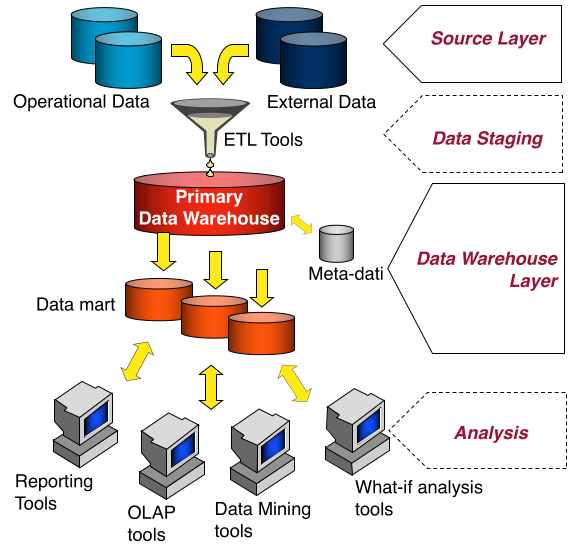 Source Layer
Operational Data
External Data
ETL Tools
Data Staging
Primary
Data Warehouse
Meta-dati
Data Warehouse
Layer
Data mart
Analysis
Reporting
Tools
OLAP
tools
Data Mining
tools
What-if analysis
tools